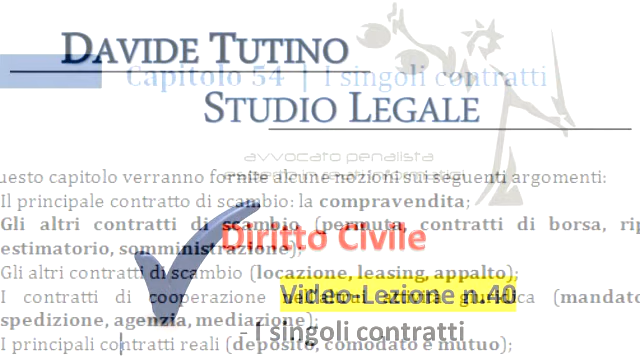 DAVIDE TUTINO
Capitolo 54 | I singoli contratti
STUDIO LEGALE
avvocato penalista
uesto capitolo verranno fornite alcune nozioni sui seguenti argomenti:
Il principale contratto di scambio: la compravendita;
Gli altri contratti di scambio (permuta, contratti di borsa, rip
estimatorio, somministrazione);
Diritto Civile
Gli altri contratti di scambio (locazione, leasing, appalto);
I contratti di cooperazione (mandato
Video-Lezione n.40
spedizione, agenzia, mediazione);
- I singoli contratti
I principali contratti reali (deposito, comodato e mutuo);